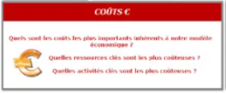 COÛTS €
Quels sont les coûts les plus importants inhérents à notre modèle
économique ?
Quelles ressources clés sont les plus coûteuses ?
Quelles activités clés sont les plus coûteuses ?